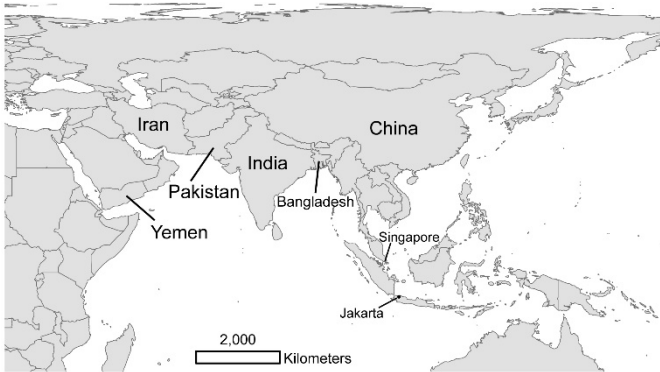 Iran
China
India
Pakistan
Bangladesh
Yemen
Singapore
Jakarta
2,000
Kilometers